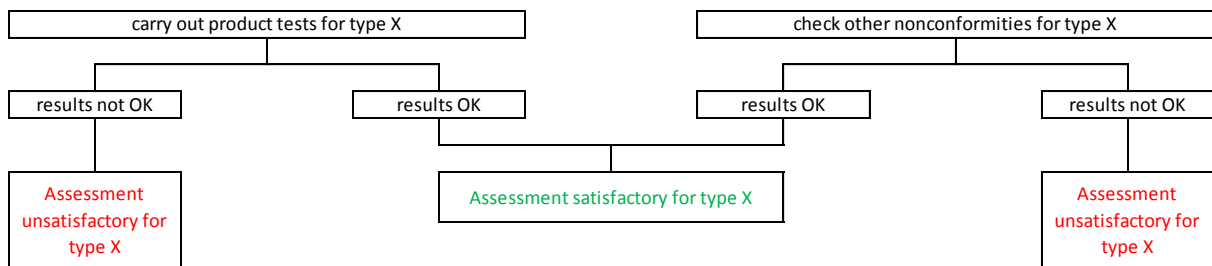 carry out product tests for type X
check other nonconformities for type X
results not OK
results OK
results OK
results not OK
Assessment
unsatisfactory for
type X
Assessment satisfactory for type X
Assessment
unsatisfactory for
type X